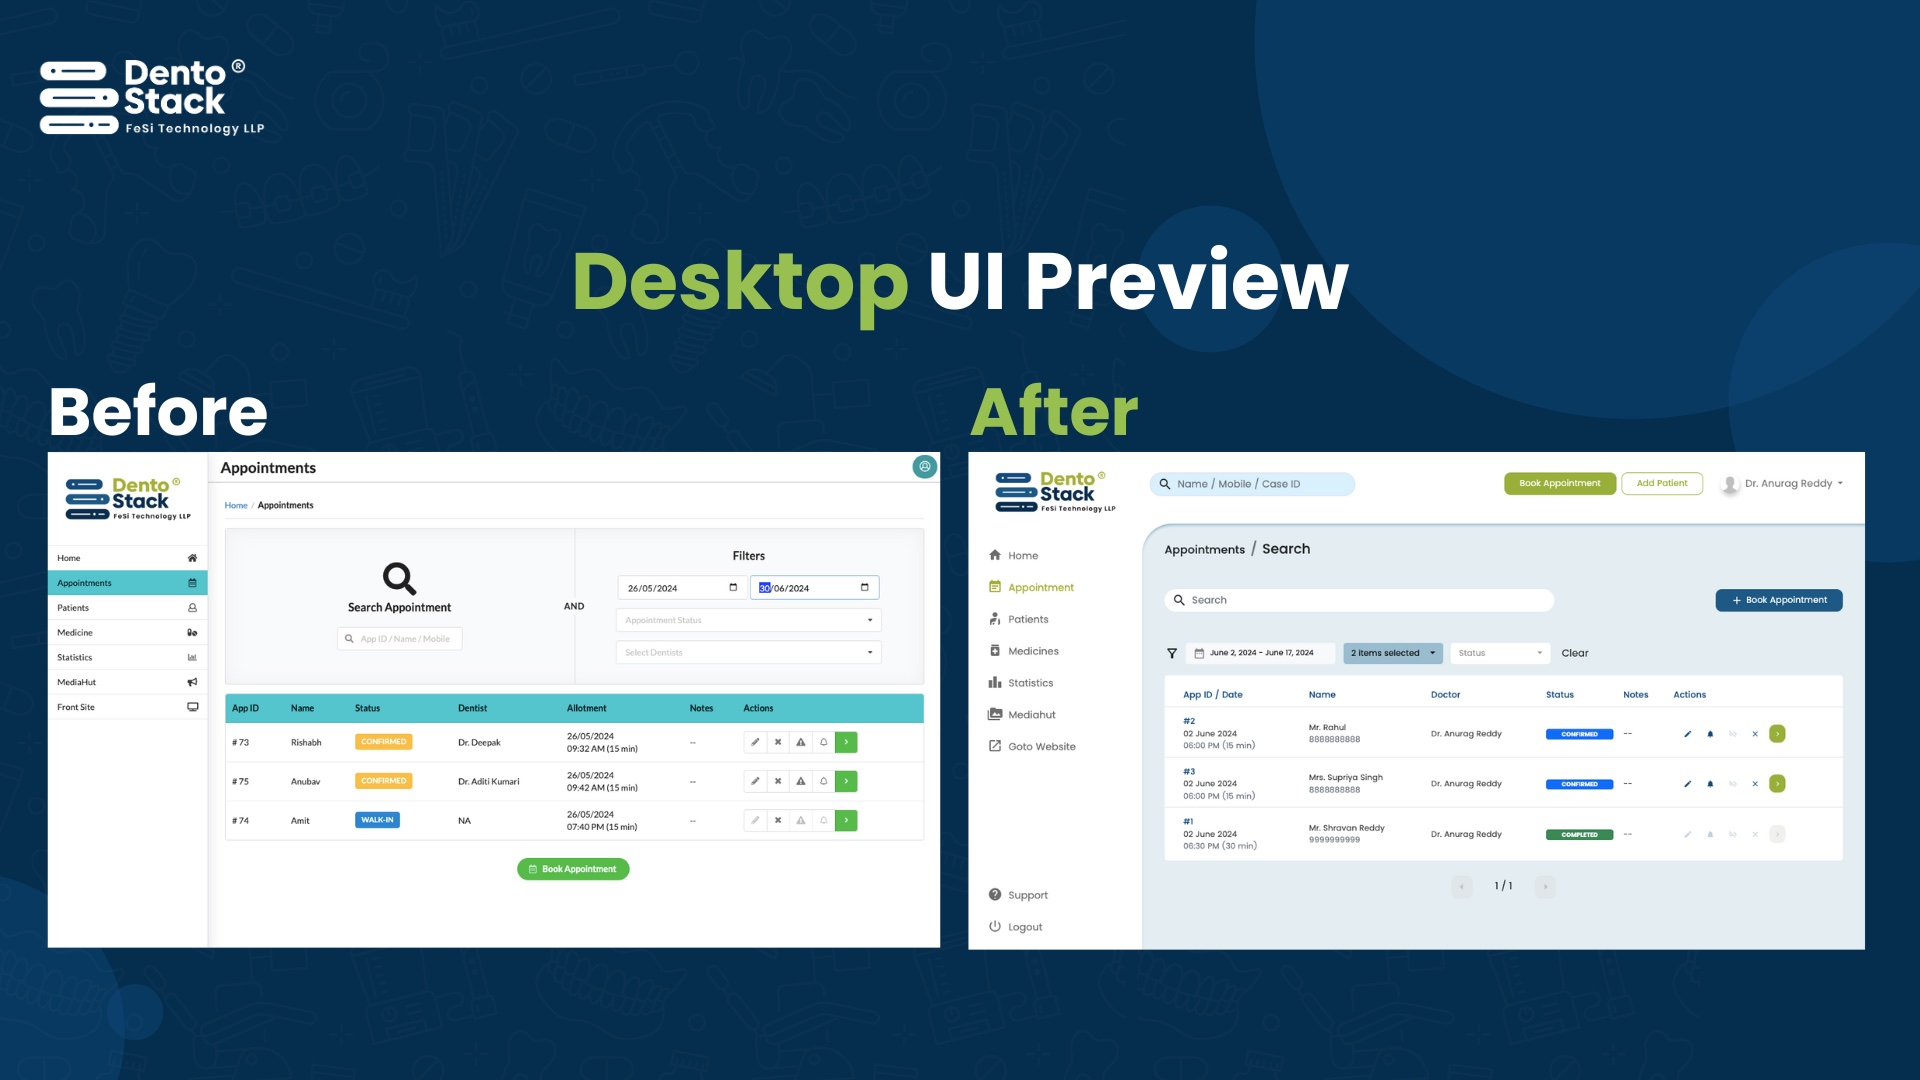 Dento ®
Stack
FeSi Technology LLP
Desktop UI Preview
Before
After
Dento ®
Stack
FeSi Technology LLP
Home
Appointments
Patients
Medicine
Statistics
MediaHut
Front Site
Appointments
Home / Appointments
Search Appointment
App ID / Name / Mobile
AND
Filters
26/05/2024
30/06/2024
Appointment Status
Select Dentists
App ID Name Status Dentist Allotment Notes Actions
# 73 Rishabh CONFIRMED Dr. Deepak 26/05/2024 --
09:32 AM (15 min)
# 75 Anubav CONFIRMED Dr. Aditi Kumari 26/05/2024 --
09:42 AM (15 min)
# 74 Amit WALK-IN NA 26/05/2024 --
07:40 PM (15 min)
Book Appointment
Dento ®
Stack
FeSi Technology LLP
Name / Mobile / Case ID
Book Appointment
Add Patient
Dr. Anurag Reddy
Home
Appointment
Patients
Medicines
Statistics
Mediahut
Goto Website
Support
Logout
Appointments / Search
Search
+ Book Appointment
June 2, 2024 - June 17, 2024
2 items selected
Status
Clear
App ID / Date Name Doctor Status Notes Actions
#2
02 June 2024
06:00 PM (15 min)
Mr. Rahul
8888888888
Dr. Anurag Reddy
CONFIRMED
--
#3
02 June 2024
06:00 PM (15 min)
Mrs. Supriya Singh
8888888888
Dr. Anurag Reddy
CONFIRMED
--
#1
02 June 2024
06:30 PM (30 min)
Mr. Shravan Reddy
9999999999
Dr. Anurag Reddy
COMPLETED
--
1 / 1